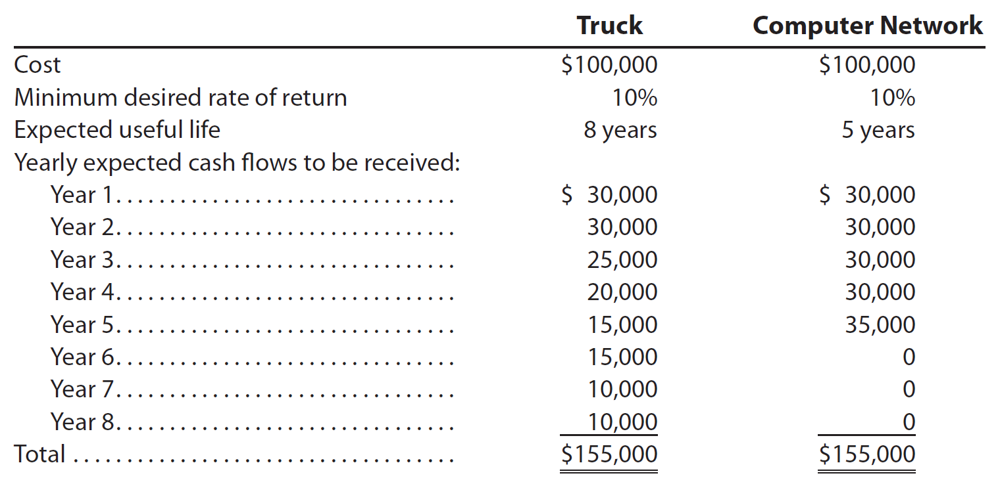 Truck Computer Network
Cost $100,000 $100,000
Minimum desired rate of return 10% 10%
Expected useful life 8 years 5 years
Yearly expected cash flows to be received:
Year 1................................ $ 30,000 $ 30,000
Year 2................................ 30,000 30,000
Year 3................................ 25,000 30,000
Year 4................................ 20,000 30,000
Year 5................................ 15,000 35,000
Year 6................................ 15,000 0
Year 7................................ 10,000 0
Year 8................................ 10,000 0
Total .................................... $155,000 $155,000